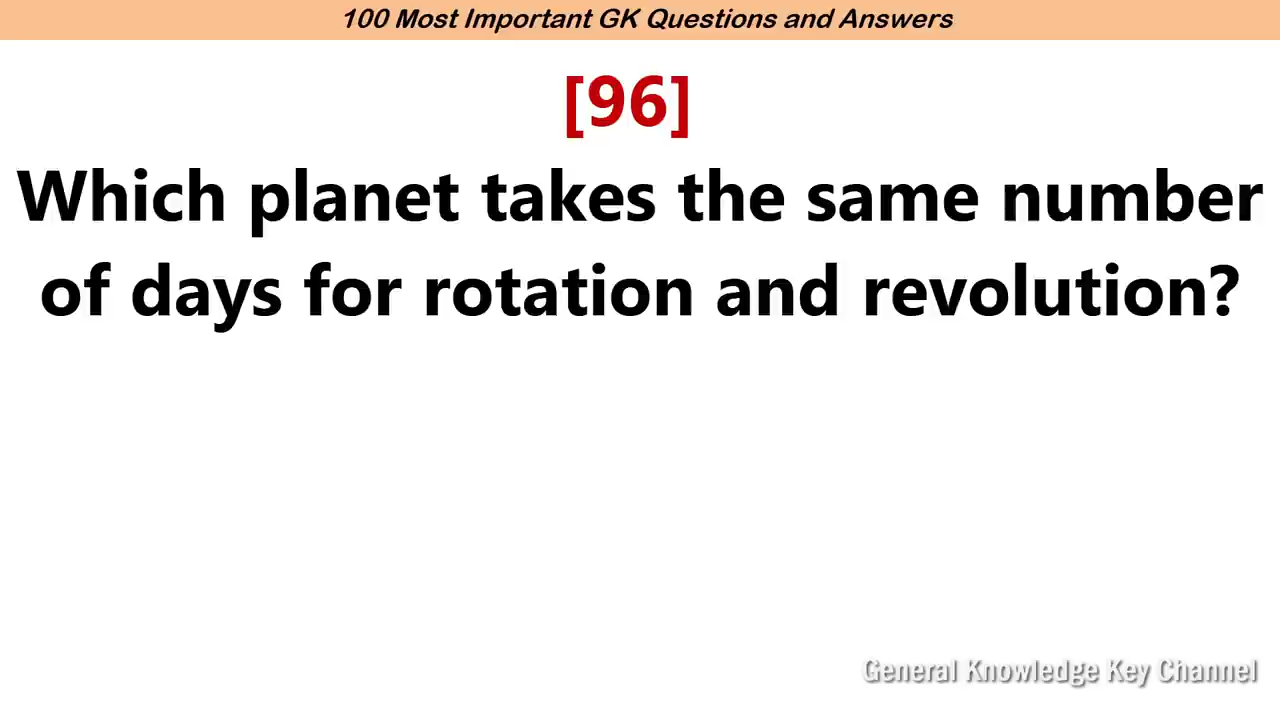 100 Most Important GK Questions and Answers
[96]
Which planet takes the same number
of days for rotation and revolution?
General Knowledge Key Channel